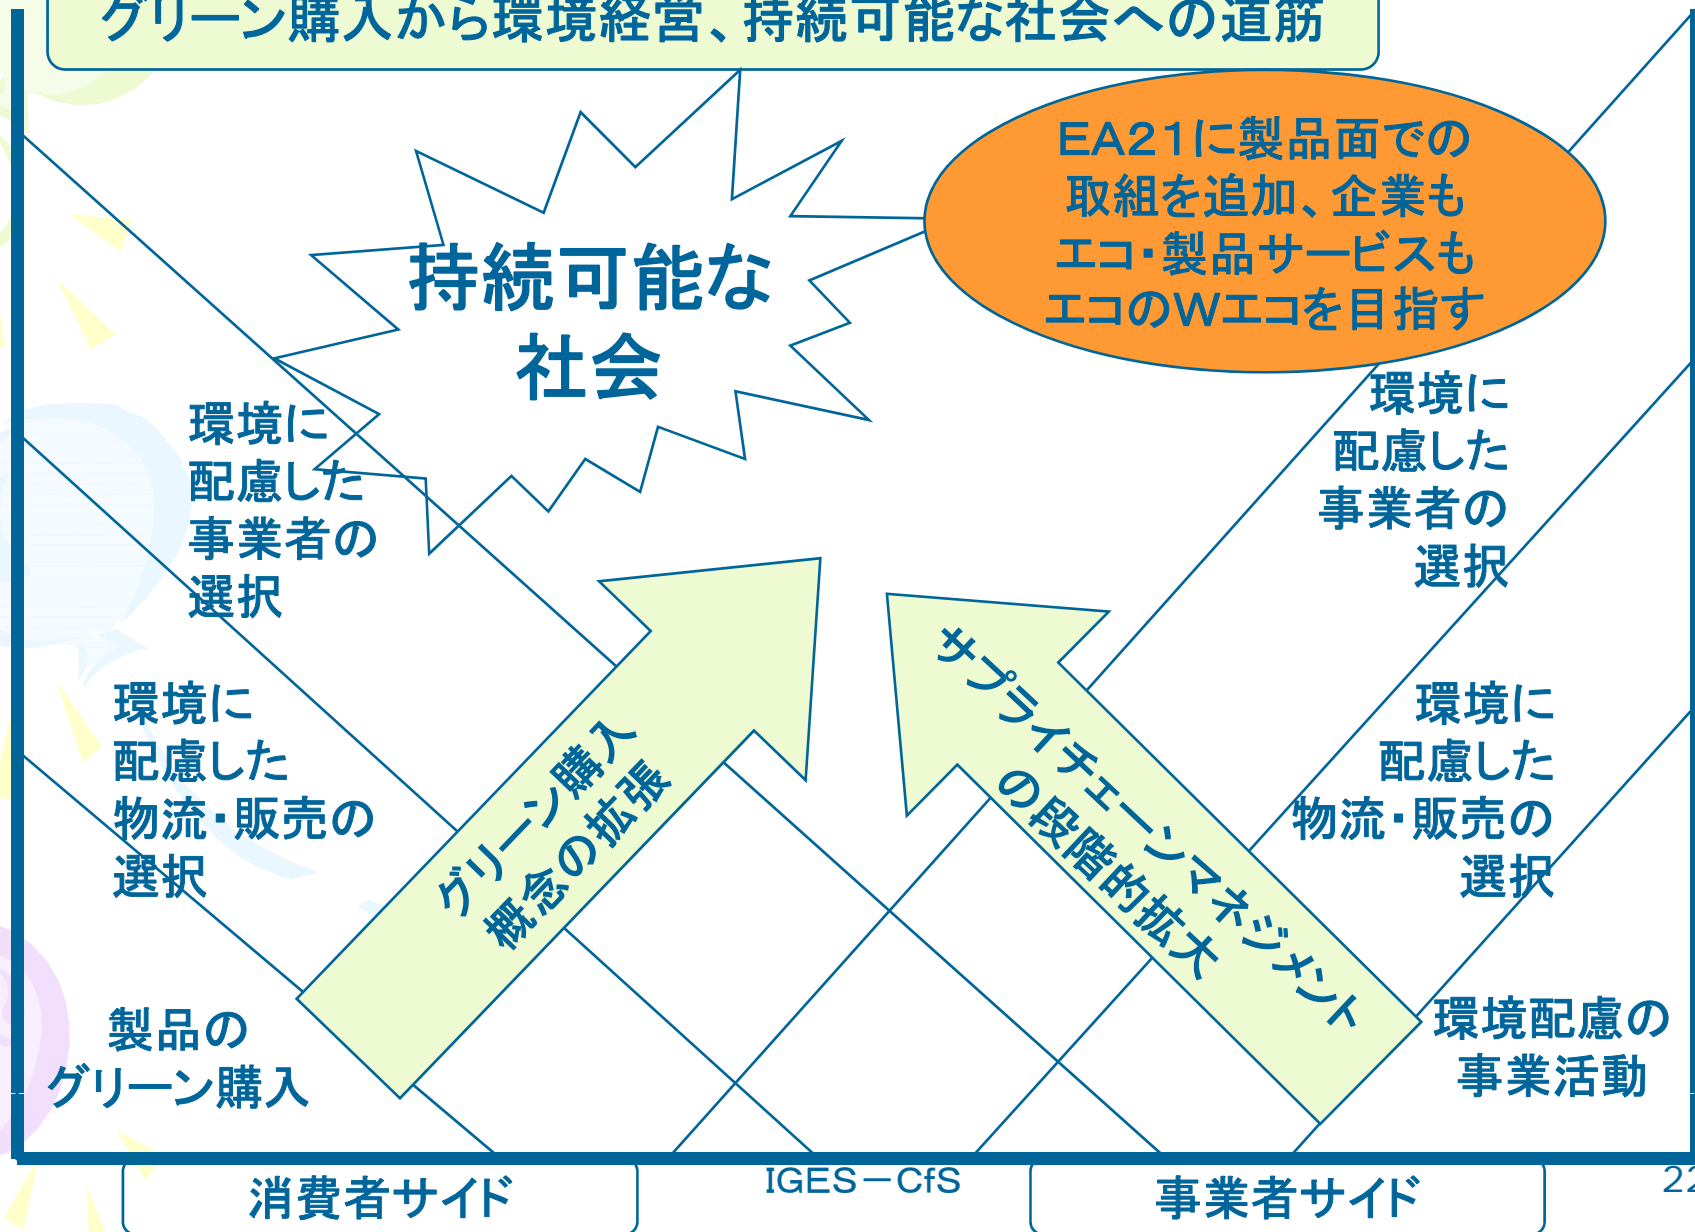 グリーン購入から環境経営、持続可能な社会への道筋
EA21に製品面での
取組を追加、企業も
エコ・製品サービスも
エコのWエコを目指す
持続可能な
社会
環境に
配慮した
事業者の
選択
環境に
配慮した
事業者の
選択
環境に
配慮した
物流・販売の
選択
環境に
配慮した
物流・販売の
選択
グリーン購入
概念の拡張
サプライチェーンマネジメント
の段階的拡大
製品の
グリーン購入
環境配慮の
事業活動
消費者サイド
IGES－CfS
事業者サイド
22